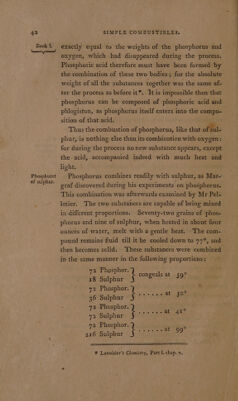 42 SIMPLE COMBUSTIBLES.
Book I. exactly equal to the weights of the phosphorus and
oxygen, which had disappeared during the process.
Phosphoric acid therefore must have been formed by
the combination of these two bodies; for the absolute
weight of all the substances together was the same af-
ter the process as before it*. It is impossible then that
phosphorus can be composed of phosphoric acid and
phlogiston, as phosphorus itself enters into the compo-
sition of that acid.
Thus the combustion of phosphorus, like that of sul-
phur, is nothing else than its combination with oxygen:
for during the process no new substance appears, except
the acid, accompanied indeed with much heat and
light.
Phosphuret of sulphur. Phosphorus combines readily with sulphur, as Mar-
graf discovered during his experiments on phosphorus.
This combination was afterwards examined by Mr Pel-
letier. The two substances are capable of being mixed
in different proportions. Seventy-two grains of phos-
phorus and nine of sulphur, when heated in about four
ounces of water, melt with a gentle heat. The com-
pound remains fluid till it be cooled down to 77°, and
then becomes solid. These substances were combined
in the same manner in the following proportions:
72 Phosphor. } congeals at 59°
18 Sulphur
72 Phosphor. } ...... at 50°
36 Sulphur
72 Phosphor. } ...... at 41°
72 Sulphur
72 Phosphor. } ...... at 99°
216 Sulphur
* Lavoisier's Chemistry, Part I. chap. v.